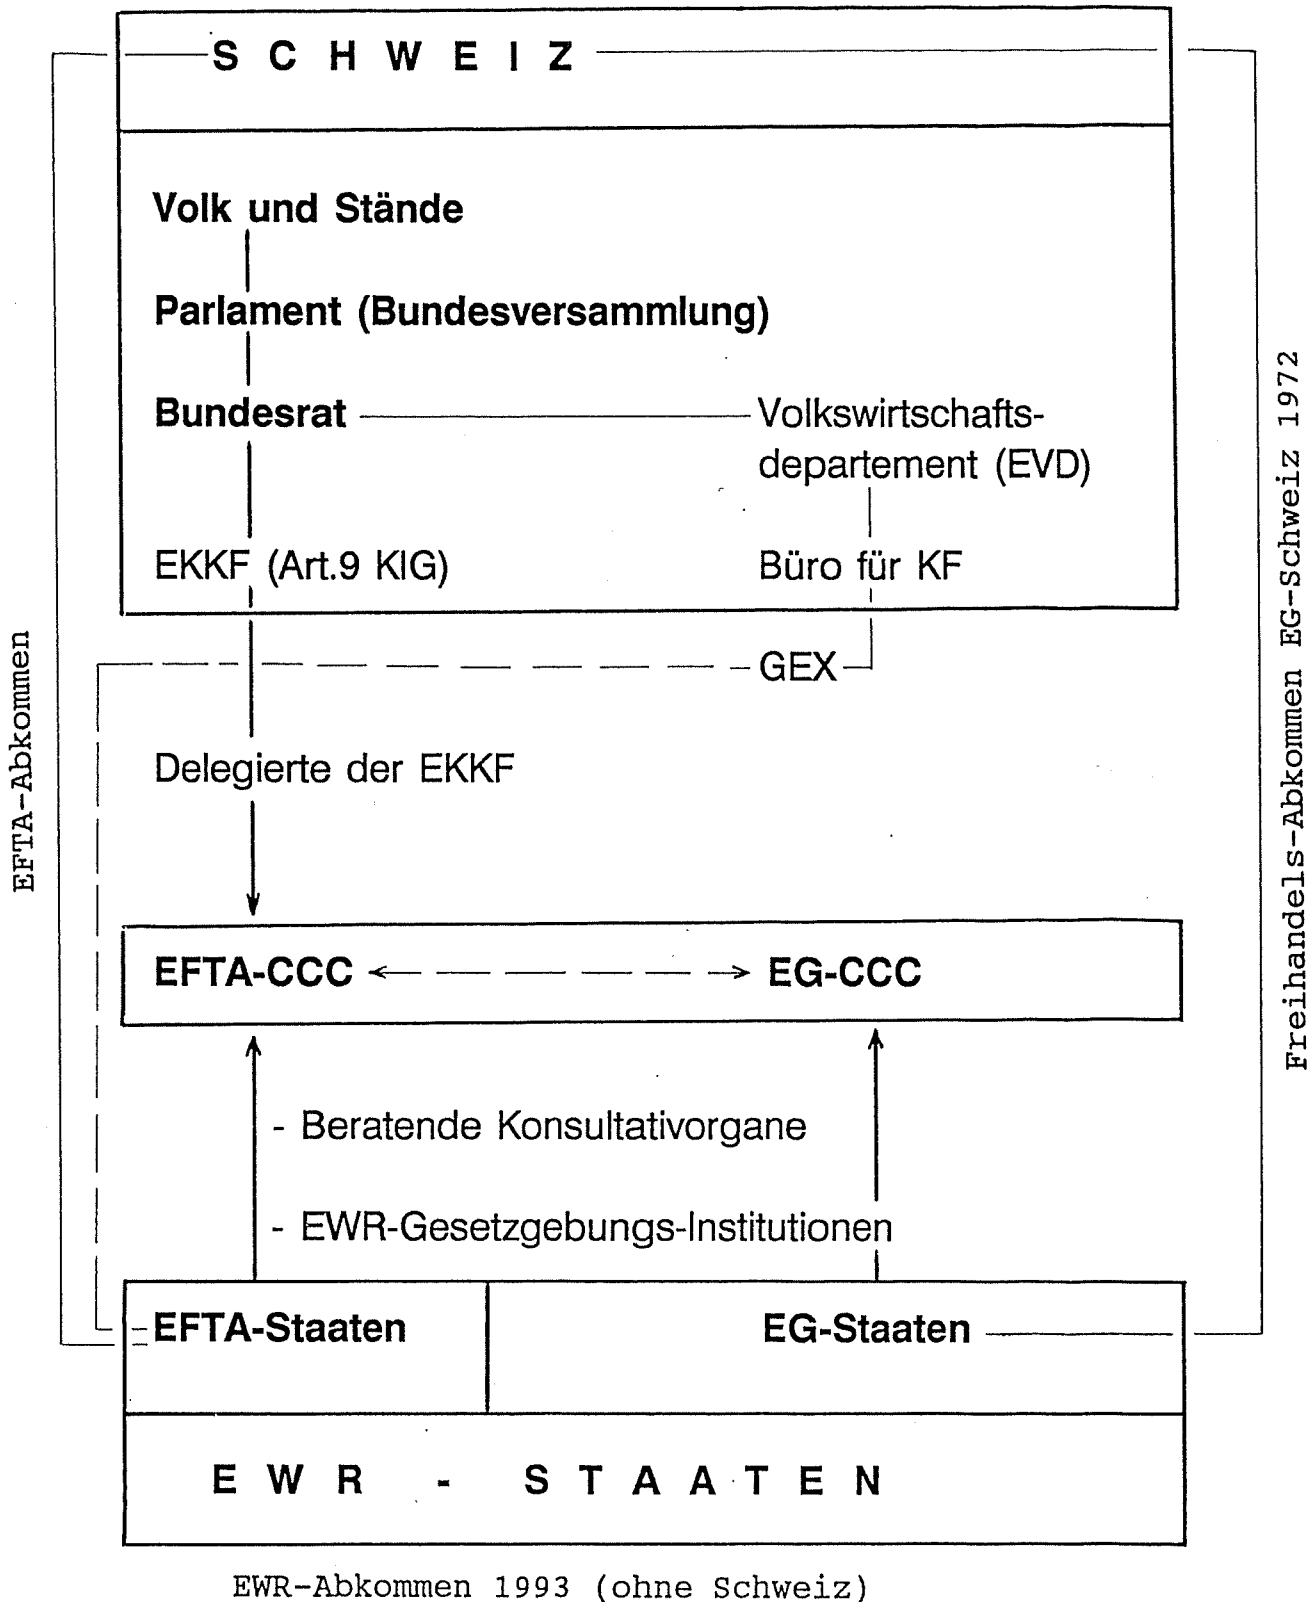 S C H W E I Z
Volk und Stände
Parlament (Bundesversammlung)
Bundesrat
Volkswirtschafts-
departement (EVD)
EKKF (Art.9 KIG)
Büro für KF
GEX
Delegierte der EKKF
EFTA-CCC
EG-CCC
- Beratende Konsultativorgane
- EWR-Gesetzgebungs-Institutionen
EFTA-Staaten
EG-Staaten
E W R - S T A A T E N
EWR-Abkommen 1993 (ohne Schweiz)
EFTA-Abkommen
Freihandels-Abkommen EG-Schweiz 1972